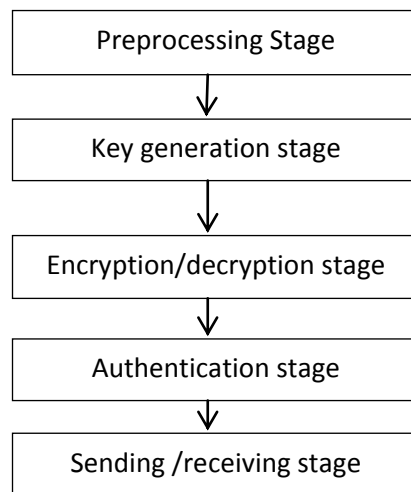 Preprocessing Stage
Key generation stage
Encryption/decryption stage
Authentication stage
Sending /receiving stage